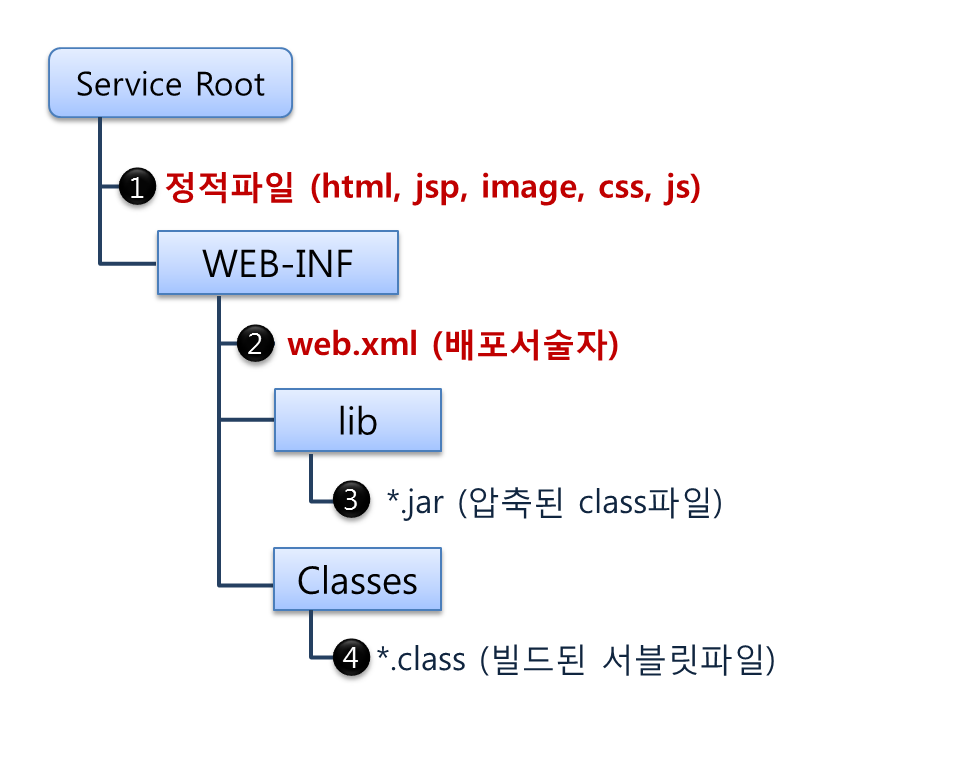 Service Root
1 정적파일 (html, jsp, image, css, js)
WEB-INF
2 web.xml (배포서술자)
lib
3 *.jar (압축된 class파일)
Classes
4 *.class (빌드된 서블릿파일)